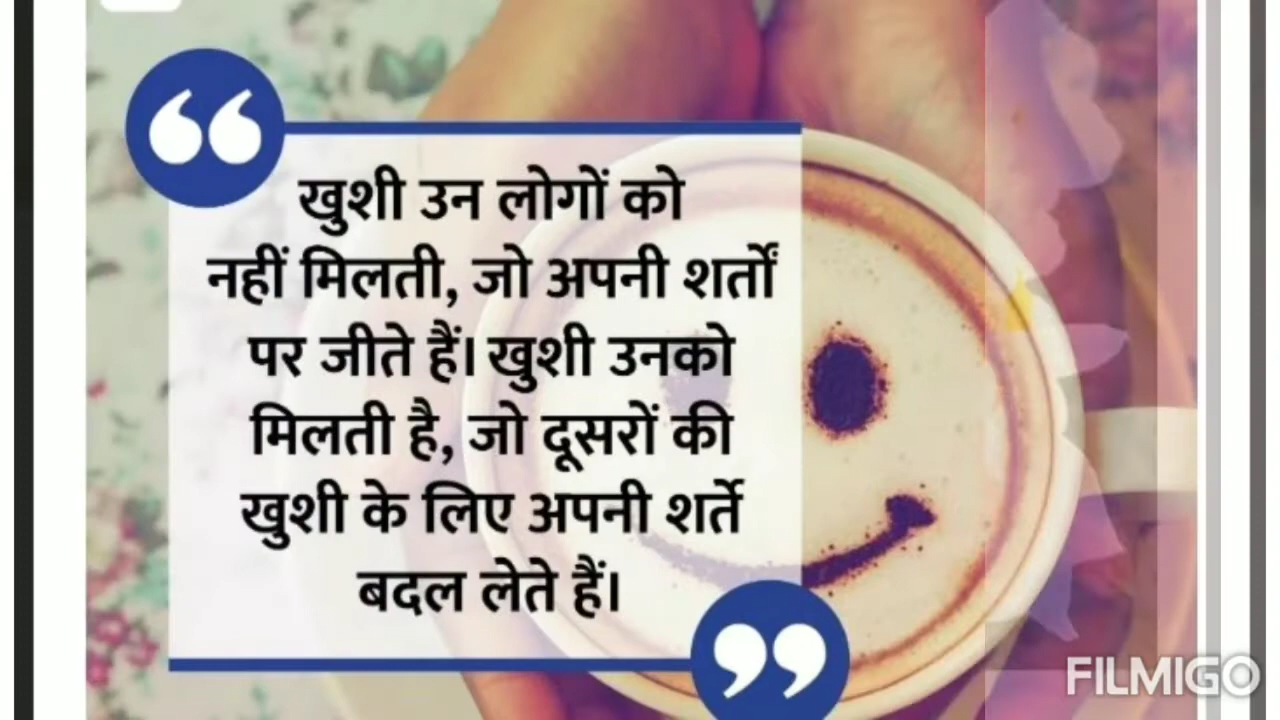 खुशी उन लोगों को
नहीं मिलती, जो अपनी शर्तों
पर जीते हैं। खुशी उनको
मिलती है, जो दूसरों की
खुशी के लिए अपनी शर्ते
बदल लेते हैं।
FILMIGO